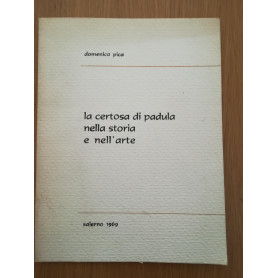 domenico pica
la certosa di padula
nella storia
e nell'arte
salerno 1969